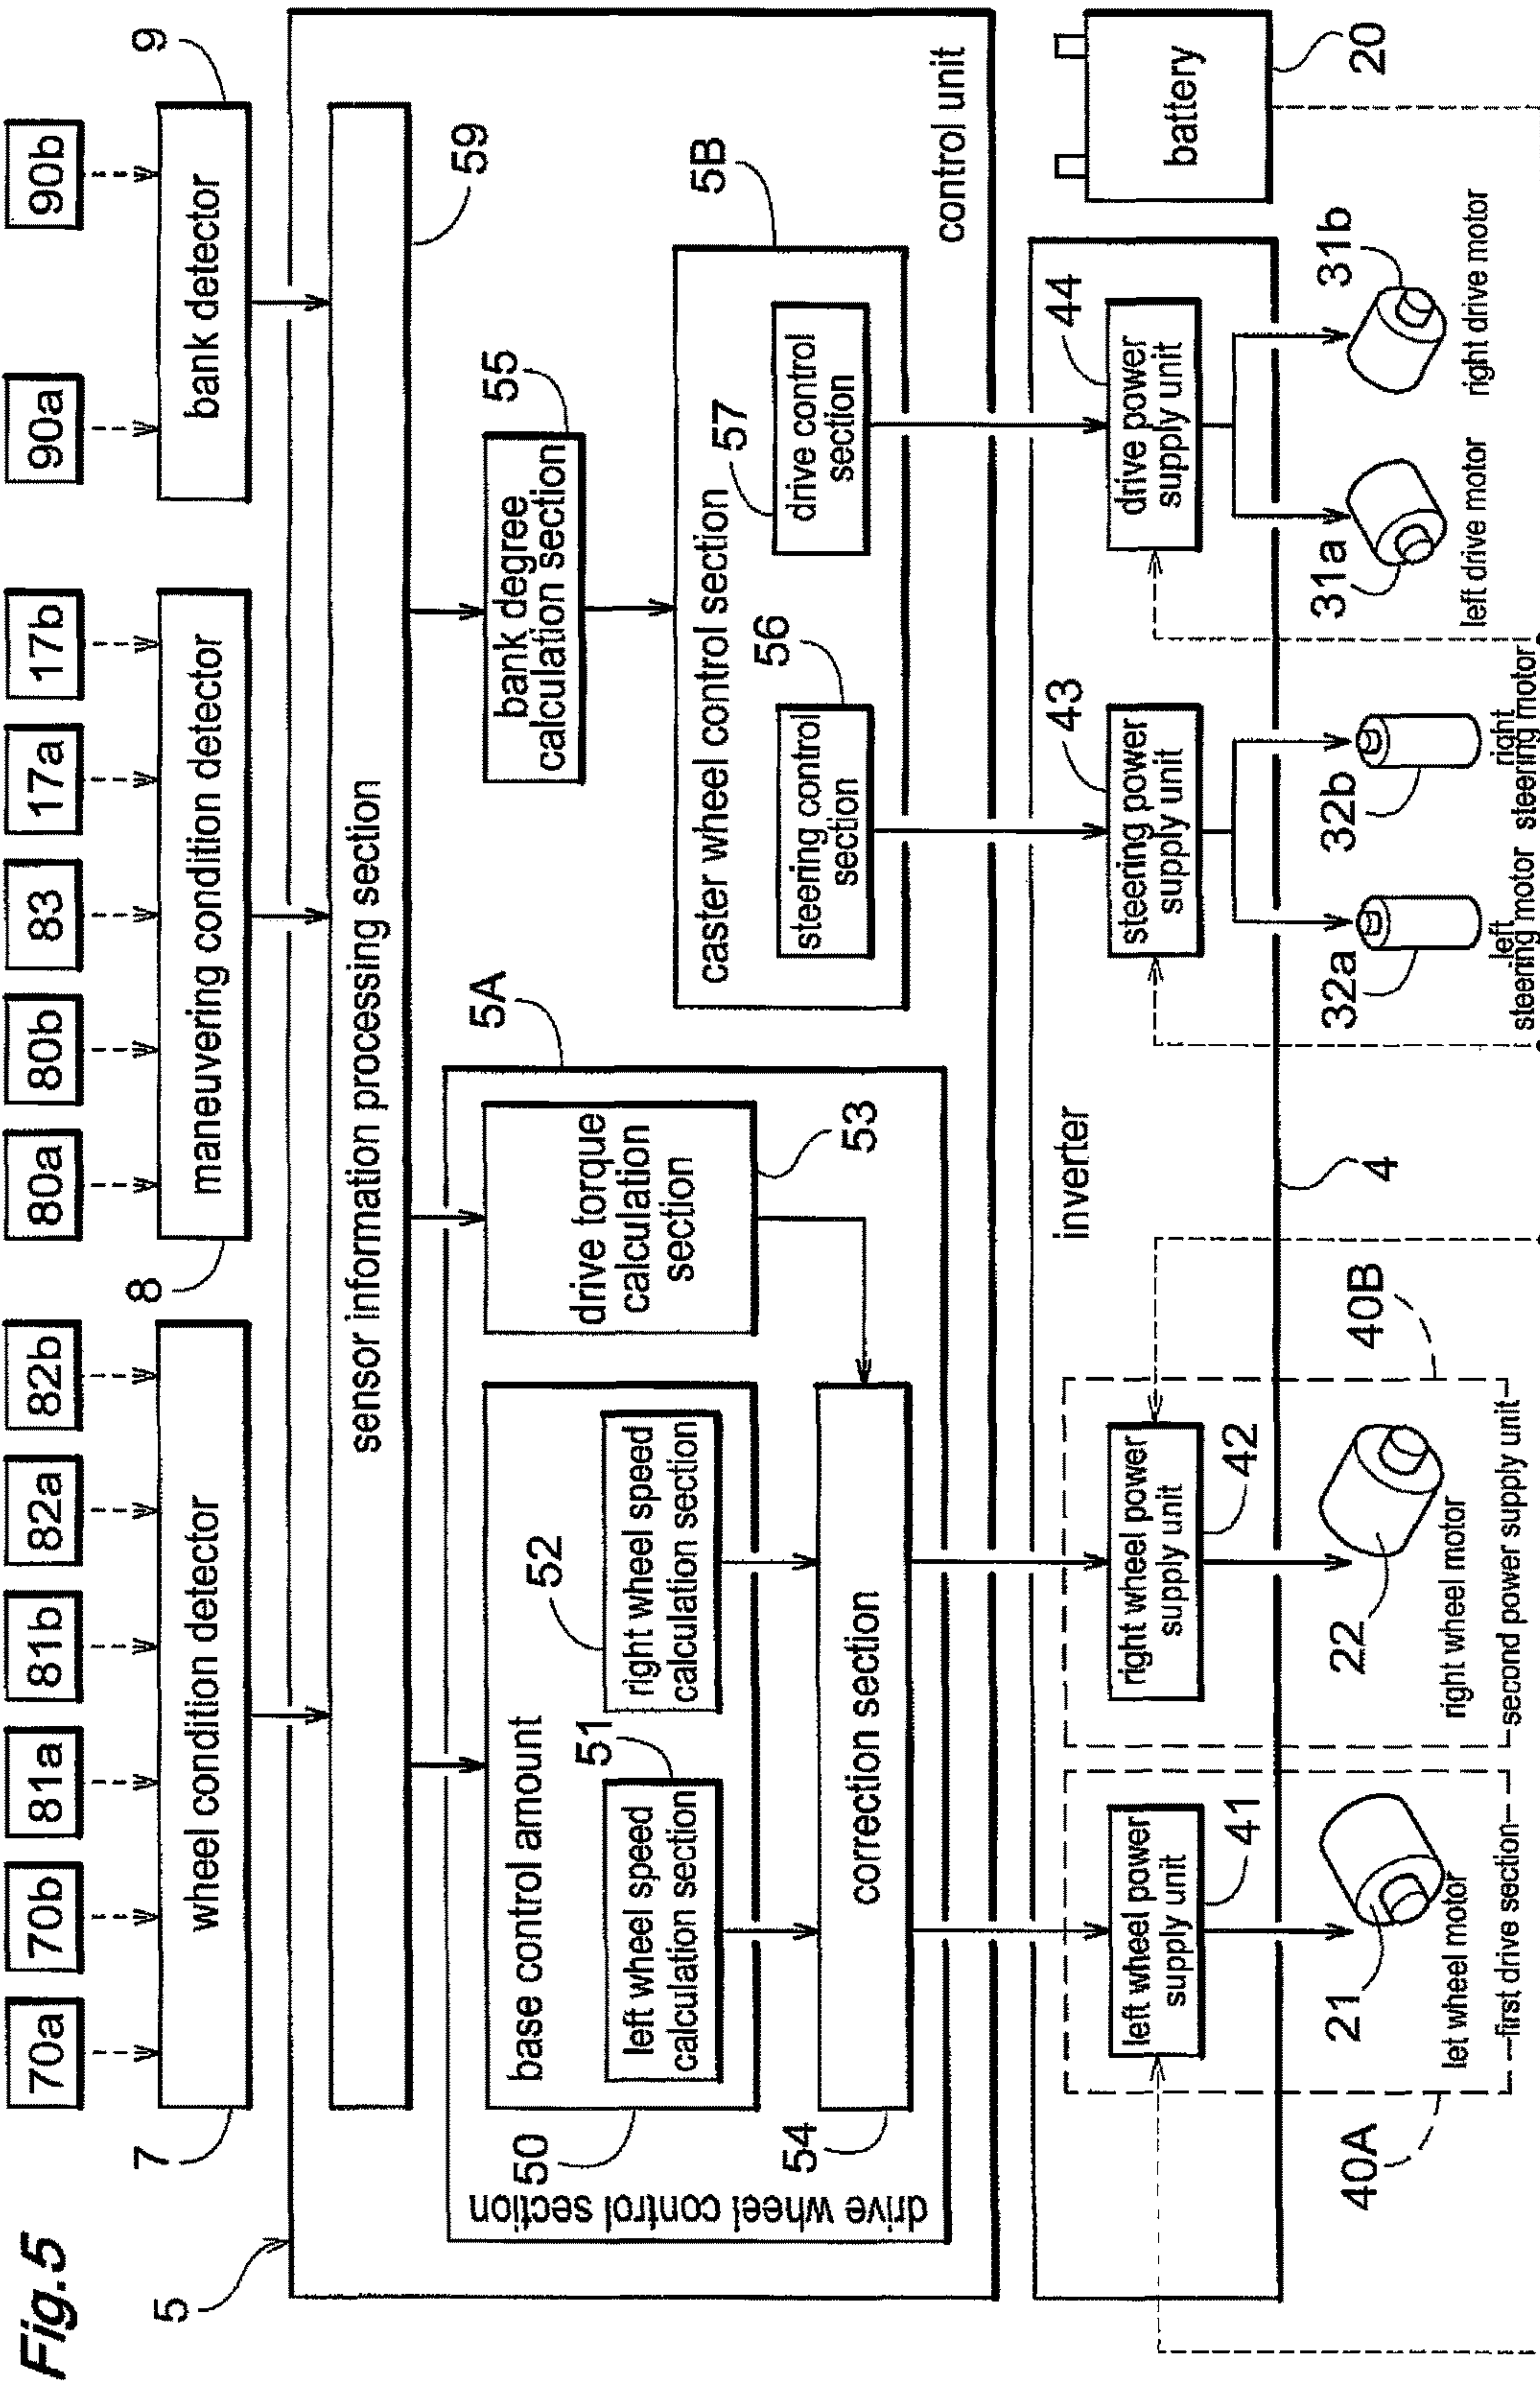 Fig.5
70a
70b
81a
81b
82a
82b
80a
80b
83
17a
17b
90a
90b
7
wheel condition detector
8
maneuvering condition detector
bank detector
9
5
sensor information processing section
59
drive wheel control section
5A
50
base control amount
51
left wheel speed
calculation section
52
right wheel speed
calculation section
drive torque
calculation
section
53
54
correction section
bank degree
calculation section
55
caster wheel control section
5B
56
steering control
section
57
drive control
section
control unit
inverter
4
left wheel power
supply unit
41
right wheel power
supply unit
42
steering power
supply unit
43
drive power
supply unit
44
battery
20
40A
21
let wheel motor
first drive section
22
right wheel motor
40B
second power supply unit
32a
left
steering motor
32b
right
steering motor
31a
left drive motor
31b
right drive motor